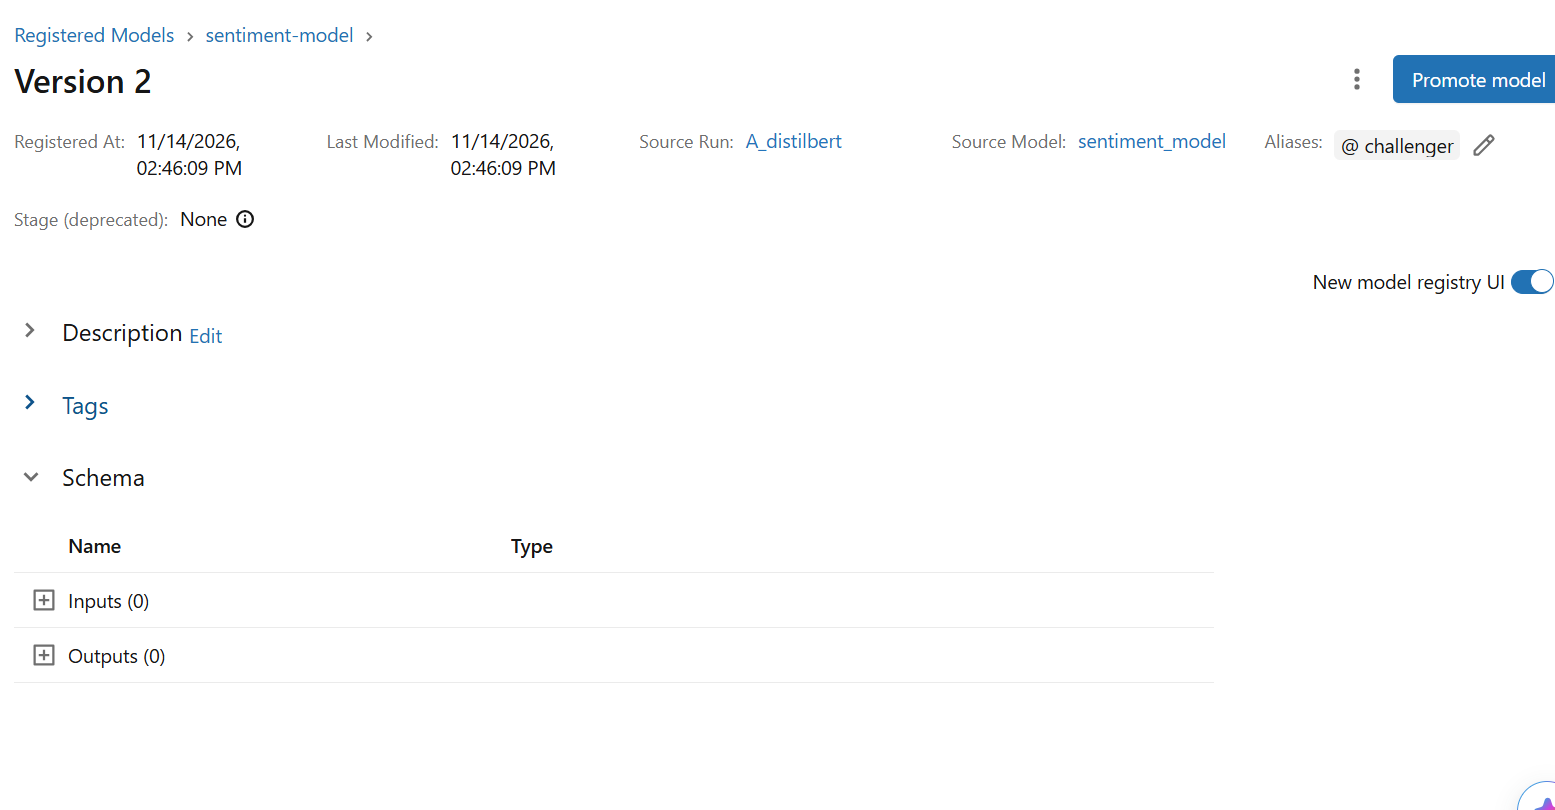 Registered Models > sentiment-model >
Version 2
Promote model
Registered At: 11/14/2026, 02:46:09 PM
Last Modified: 11/14/2026, 02:46:09 PM
Source Run: A_distilbert
Source Model: sentiment_model
Aliases: @ challenger
Stage (deprecated): None
New model registry UI
Description Edit
Tags
Schema
Name Type
Inputs (0)
Outputs (0)